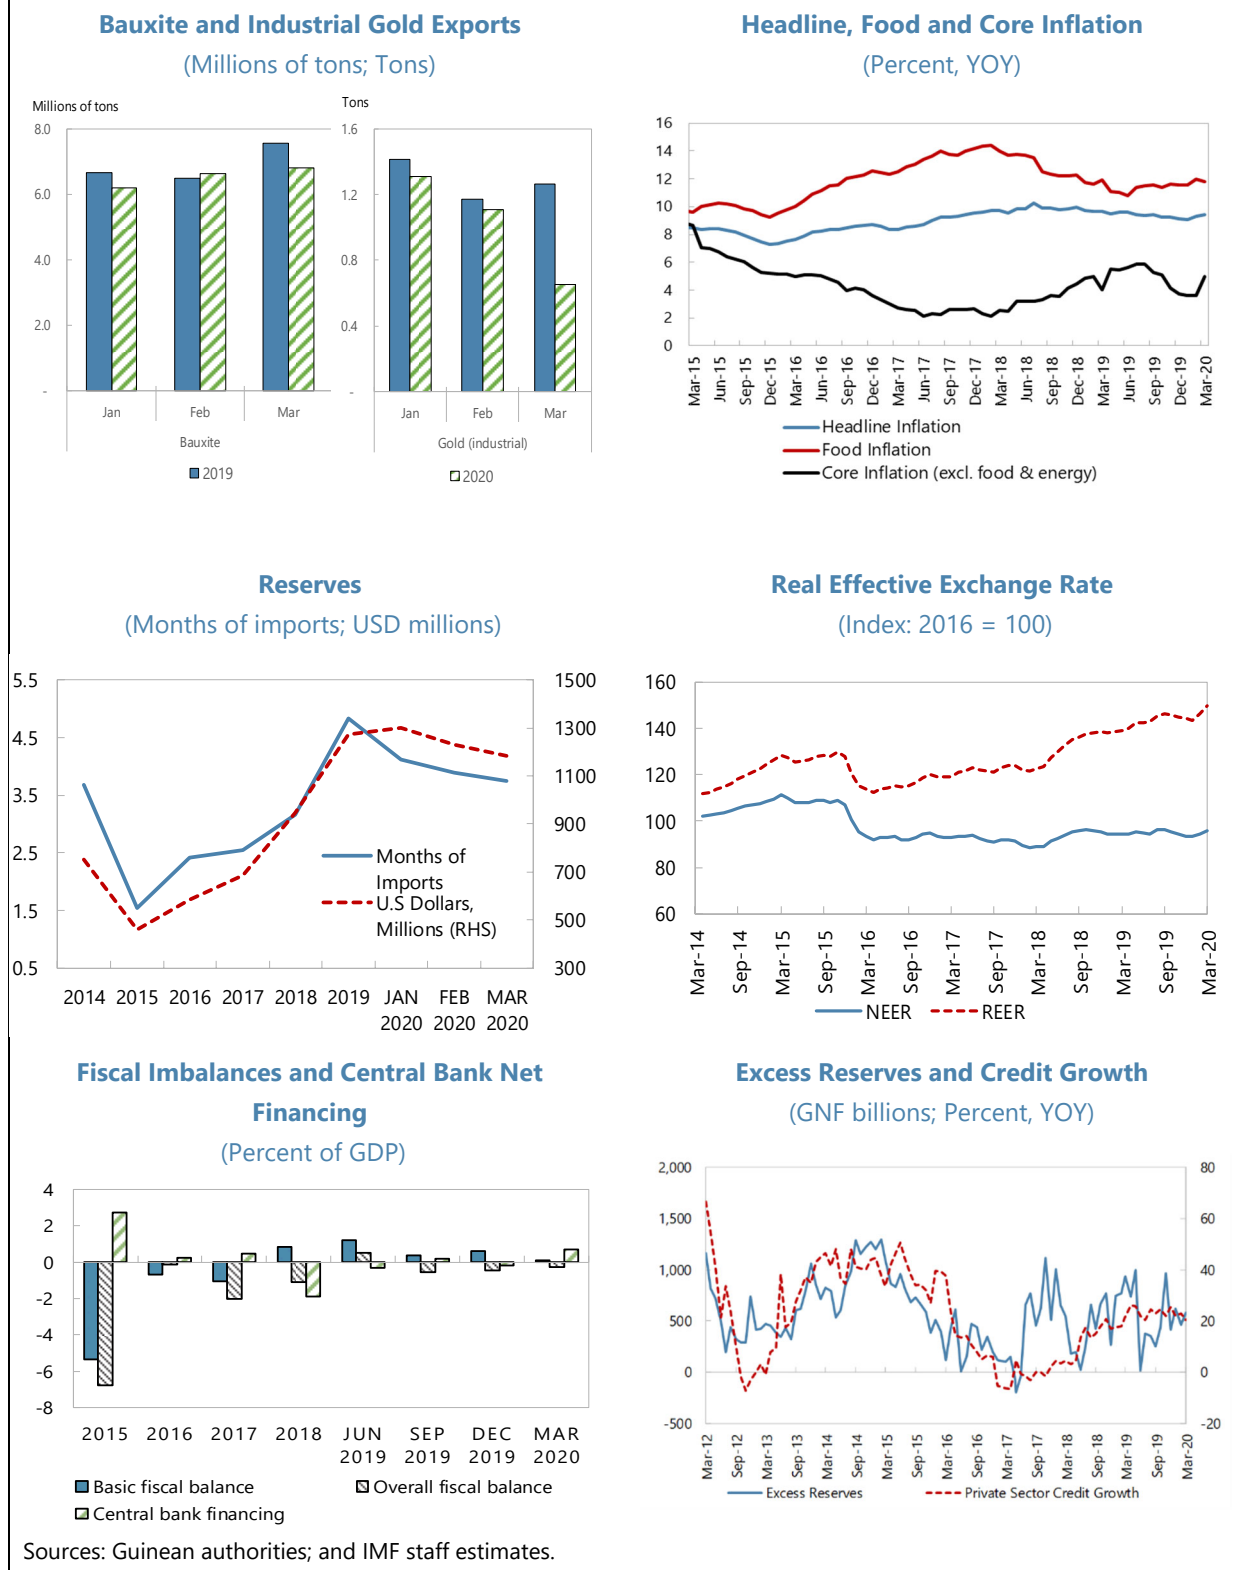 Bauxite and Industrial Gold Exports
(Millions of tons; Tons)
Millions of tons
Tons
8.0
6.0
4.0
2.0
-
1.6
1.2
0.8
0.4
-
Jan
Feb
Mar
Jan
Feb
Mar
Bauxite
Gold (industrial)
2019
2020
Headline, Food and Core Inflation
(Percent, YOY)
16
14
12
10
8
6
4
2
0
Mar-15
Jun-15
Sep-15
Dec-15
Mar-16
Jun-16
Sep-16
Dec-16
Mar-17
Jun-17
Sep-17
Dec-17
Mar-18
Jun-18
Sep-18
Dec-18
Mar-19
Jun-19
Sep-19
Dec-19
Mar-20
Headline Inflation
Food Inflation
Core Inflation (excl. food & energy)
Reserves
(Months of imports; USD millions)
5.5
4.5
3.5
2.5
1.5
0.5
1500
1300
1100
900
700
500
300
Months of
Imports
U.S Dollars,
Millions (RHS)
2014 2015 2016 2017 2018 2019 JAN FEB MAR
2020 2020 2020
Real Effective Exchange Rate
(Index: 2016 = 100)
160
140
120
100
80
60
Mar-14
Sep-14
Mar-15
Sep-15
Mar-16
Sep-16
Mar-17
Sep-17
Mar-18
Sep-18
Mar-19
Sep-19
Mar-20
NEER
REER
Fiscal Imbalances and Central Bank Net
Financing
(Percent of GDP)
4
2
0
-2
-4
-6
-8
2015 2016 2017 2018 JUN SEP DEC MAR
2019 2019 2019 2020
Basic fiscal balance
Overall fiscal balance
Central bank financing
Excess Reserves and Credit Growth
(GNF billions; Percent, YOY)
2,000
1,500
1,000
500
0
-500
80
60
40
20
0
-20
Mar-12
Sep-12
Mar-13
Sep-13
Mar-14
Sep-14
Mar-15
Sep-15
Mar-16
Sep-16
Mar-17
Sep-17
Mar-18
Sep-18
Mar-19
Sep-19
Mar-20
Excess Reserves
Private Sector Credit Growth
Sources: Guinean authorities; and IMF staff estimates.